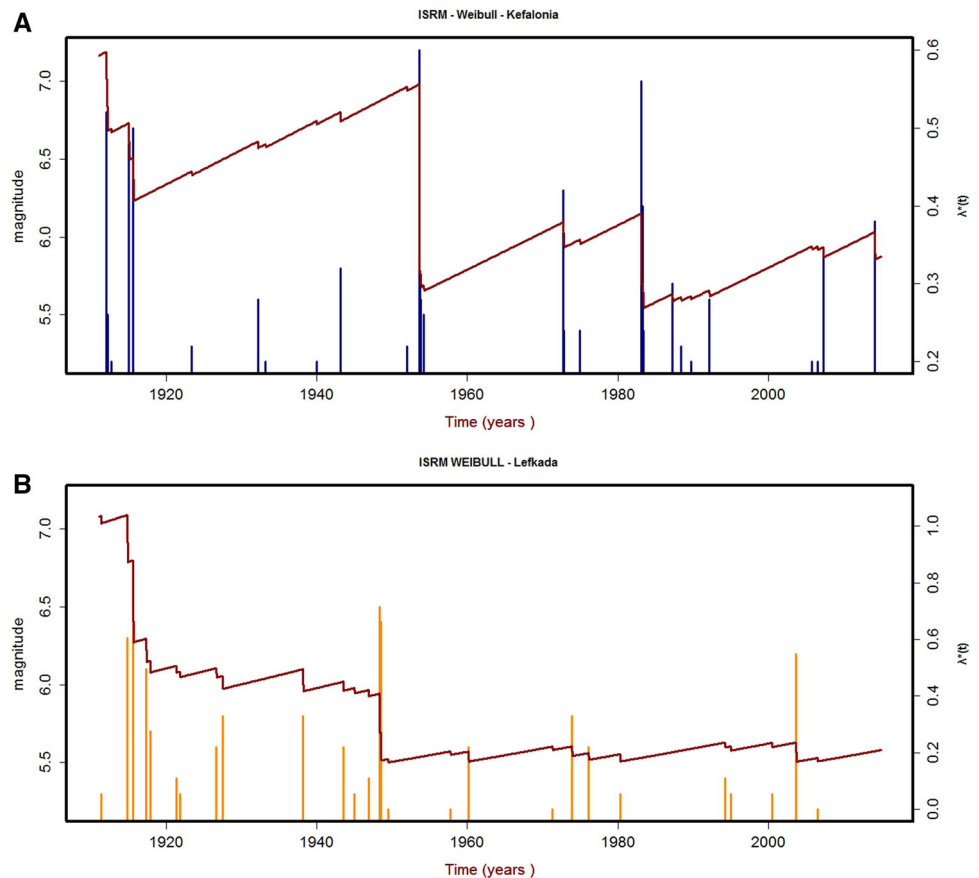 A
ISRM - Weibull - Kefalonia
magnitude
7.0
6.5
6.0
5.5
0.6
0.5
0.4
0.3
0.2
λ*(t)
1920 1940 1960 1980 2000
Time (years )
B
ISRM WEIBULL - Lefkada
magnitude
7.0
6.5
6.0
5.5
1.0
0.8
0.6
0.4
0.2
0.0
λ*(t)
1920 1940 1960 1980 2000
Time (years )